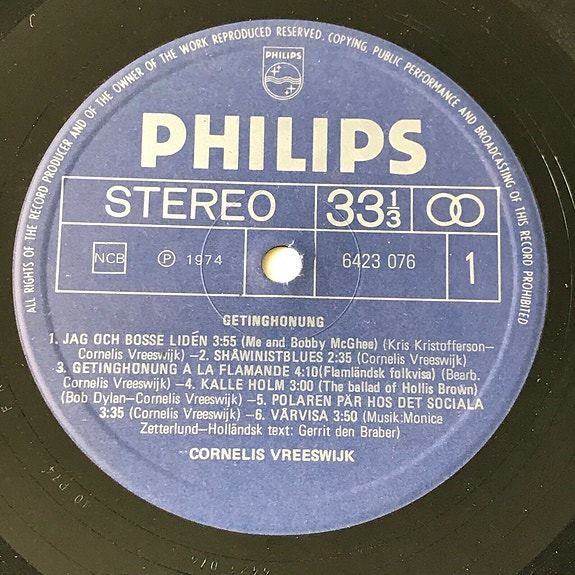 ALL RIGHTS OF THE RECORD PRODUCER AND OF THE OWNER OF THE WORK REPRODUCED RESERVED. COPYING, PUBLIC PERFORMANCE AND BROADCASTING OF THIS RECORD PROHIBITED
PHILIPS
PHILIPS
STEREO 33 1/3
NCB Ⓟ 1974 6423 076 1
GETINGHONUNG
1. JAG OCH BOSSE LIDÉN 3:55 (Me and Bobby McGhee) (Kris Kristofferson–
Cornelis Vreeswijk) –2. SHÅWINISTBLUES 2:35 (Cornelis Vreeswijk)
3. GETINGHONUNG A LA FLAMANDE 4:10(Flamländsk folkvisa) (Bearb.
Cornelis Vreeswijk) –4. KALLE HOLM 3:00 (The ballad of Hollis Brown)
(Bob Dylan–Cornelis Vreeswijk) –5. POLAREN PÄR HOS DET SOCIALA
3:35 (Cornelis Vreeswijk) –6. VÅRVISA 3:50 (Musik:Monica
Zetterlund–Holländsk text: Gerrit den Braber)
CORNELIS VREESWIJK